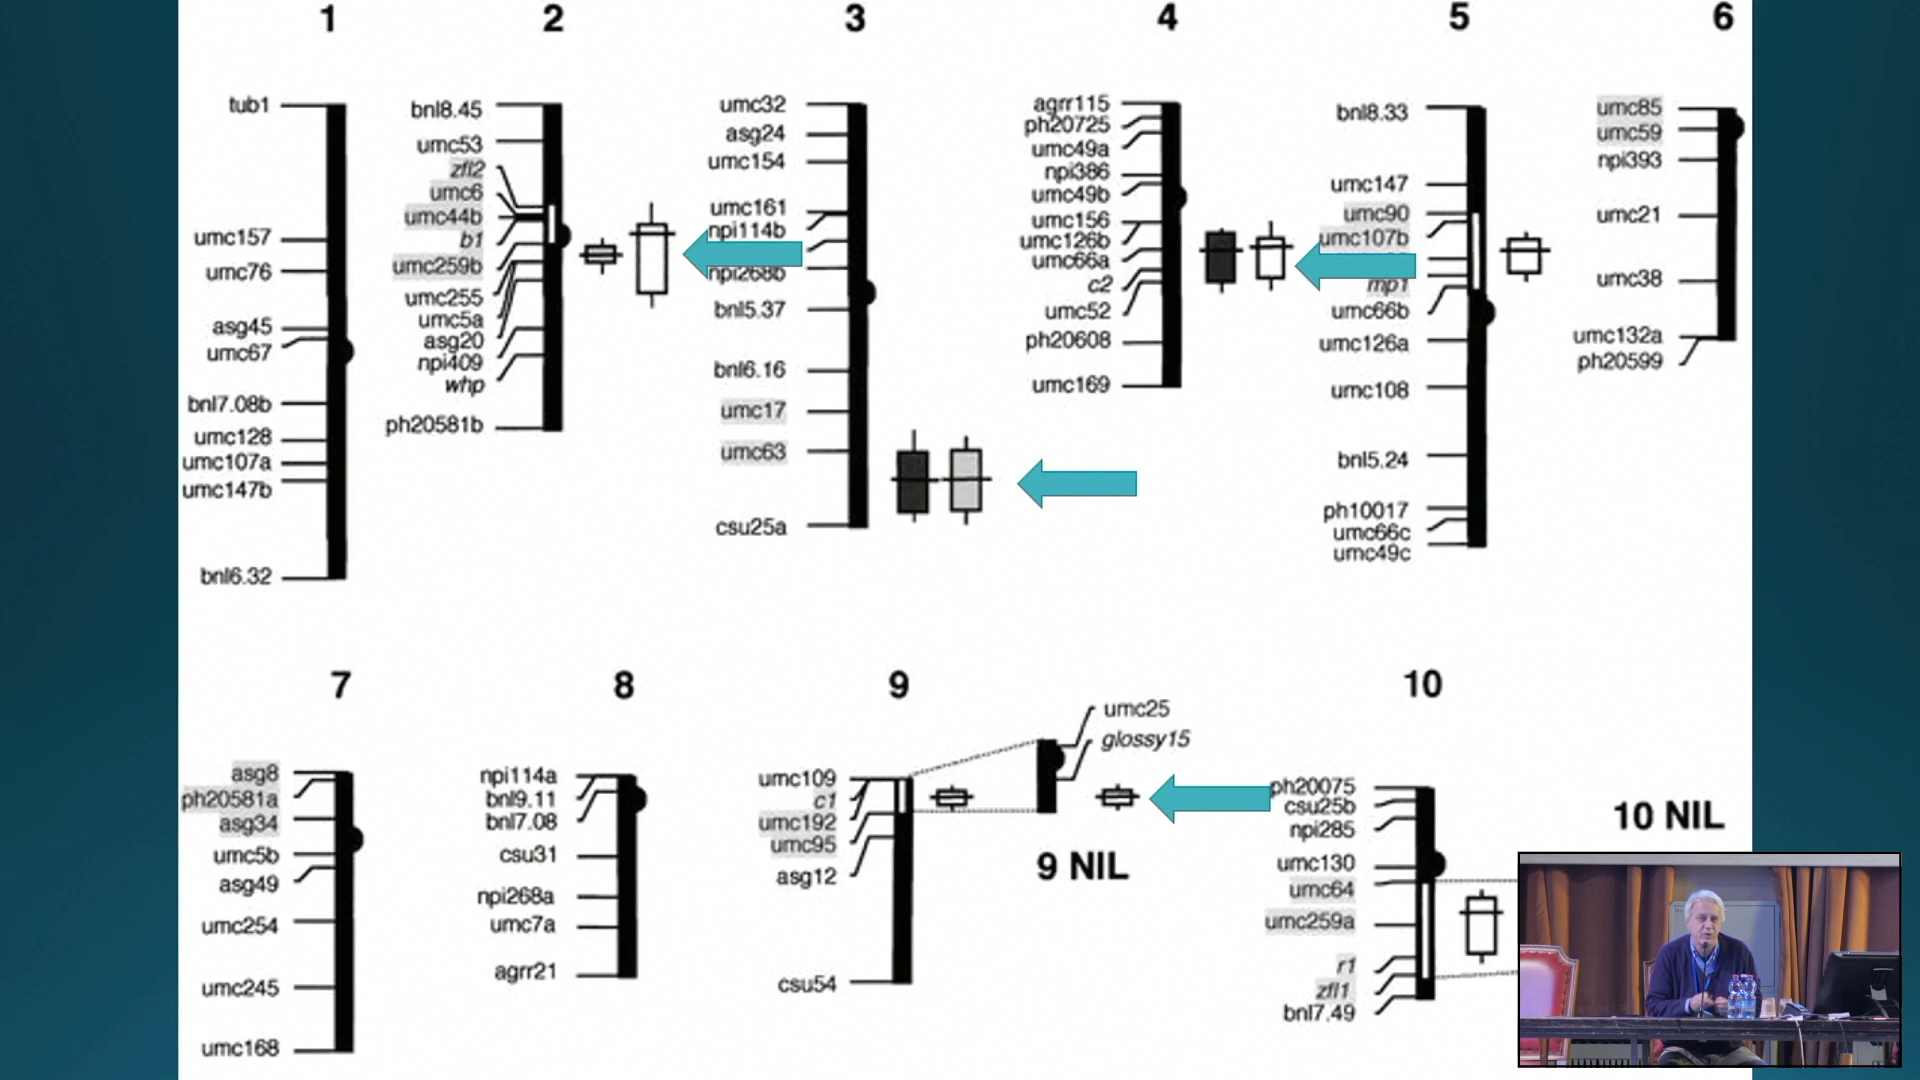 1
2
3
4
5
6
tub1
umc157
umc76
asg45
umc67
bnl7.08b
umc128
umc107a
umc147b
bnl6.32
bnl8.45
umc53
zfl2
umc6
umc44b
b1
umc259b
umc255
umc5a
asg20
npi409
whp
ph20581b
umc32
asg24
umc154
umc161
npi114b
npi268b
bnl5.37
bnl6.16
umc17
umc63
csu25a
agrr115
ph20725
umc49a
npi386
umc49b
umc156
umc126b
umc66a
c2
umc52
ph20608
umc169
bnl8.33
umc147
umc90
umc107b
mp1
umc66b
umc126a
umc108
bnl5.24
ph10017
umc66c
umc49c
umc85
umc59
npi393
umc21
umc38
umc132a
ph20599
7
8
9
10
asg8
ph20581a
asg34
umc5b
asg49
umc254
umc245
umc168
npi114a
bnl9.11
bnl7.08
csu31
npi268a
umc7a
agrr21
umc109
c1
umc192
umc95
asg12
csu54
umc25
glossy15
9 NIL
ph20075
csu25b
npi285
umc130
umc64
umc259a
r1
zfl1
bnl7.49
10 NIL